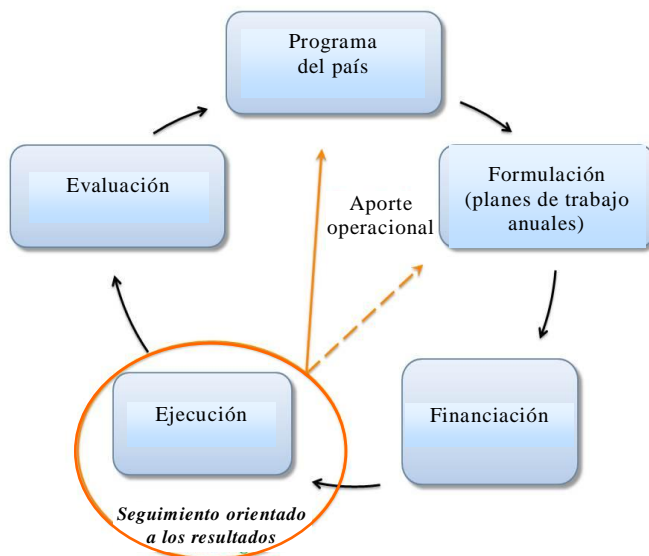 Programa
del país
Evaluación
Formulación
(planes de trabajo
anuales)
Aporte
operacional
Ejecución
Financiación
Seguimiento orientado
a los resultados